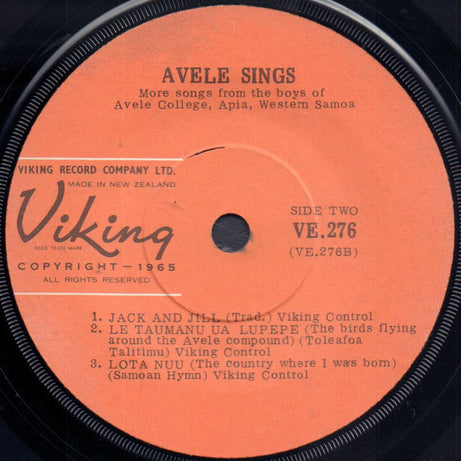 AVELE SINGS
More songs from the boys of
Avele College, Apia, Western Samoa
VIKING RECORD COMPANY LTD.
MADE IN NEW ZEALAND
Viking
REGD TRADE MARK
COPYRIGHT — 1965
ALL RIGHTS RESERVED
SIDE TWO
VE.276
(VE.276B)
1. JACK AND JILL (Trad.) Viking Control
2. LE TAUMANU UA LUPEPE (The birds flying
around the Avele compound) (Toleafoa
Talitimu) Viking Control
3. LOTA NUU (The country where I was born)
(Samoan Hymn) Viking Control